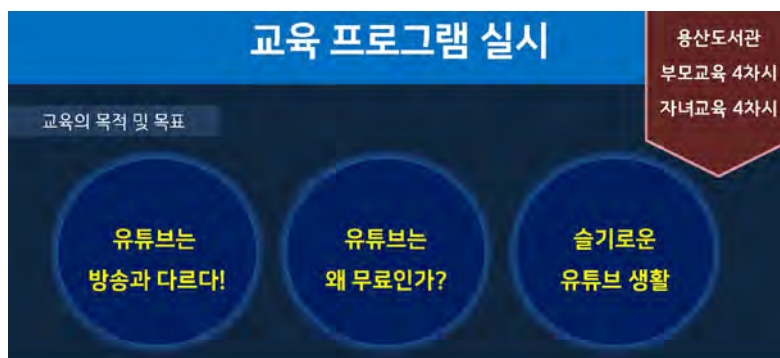 교육 프로그램 실시
용산도서관
부모교육 4차시
자녀교육 4차시
교육의 목적 및 목표
유튜브는
방송과 다르다!
유튜브는
왜 무료인가?
슬기로운
유튜브 생활